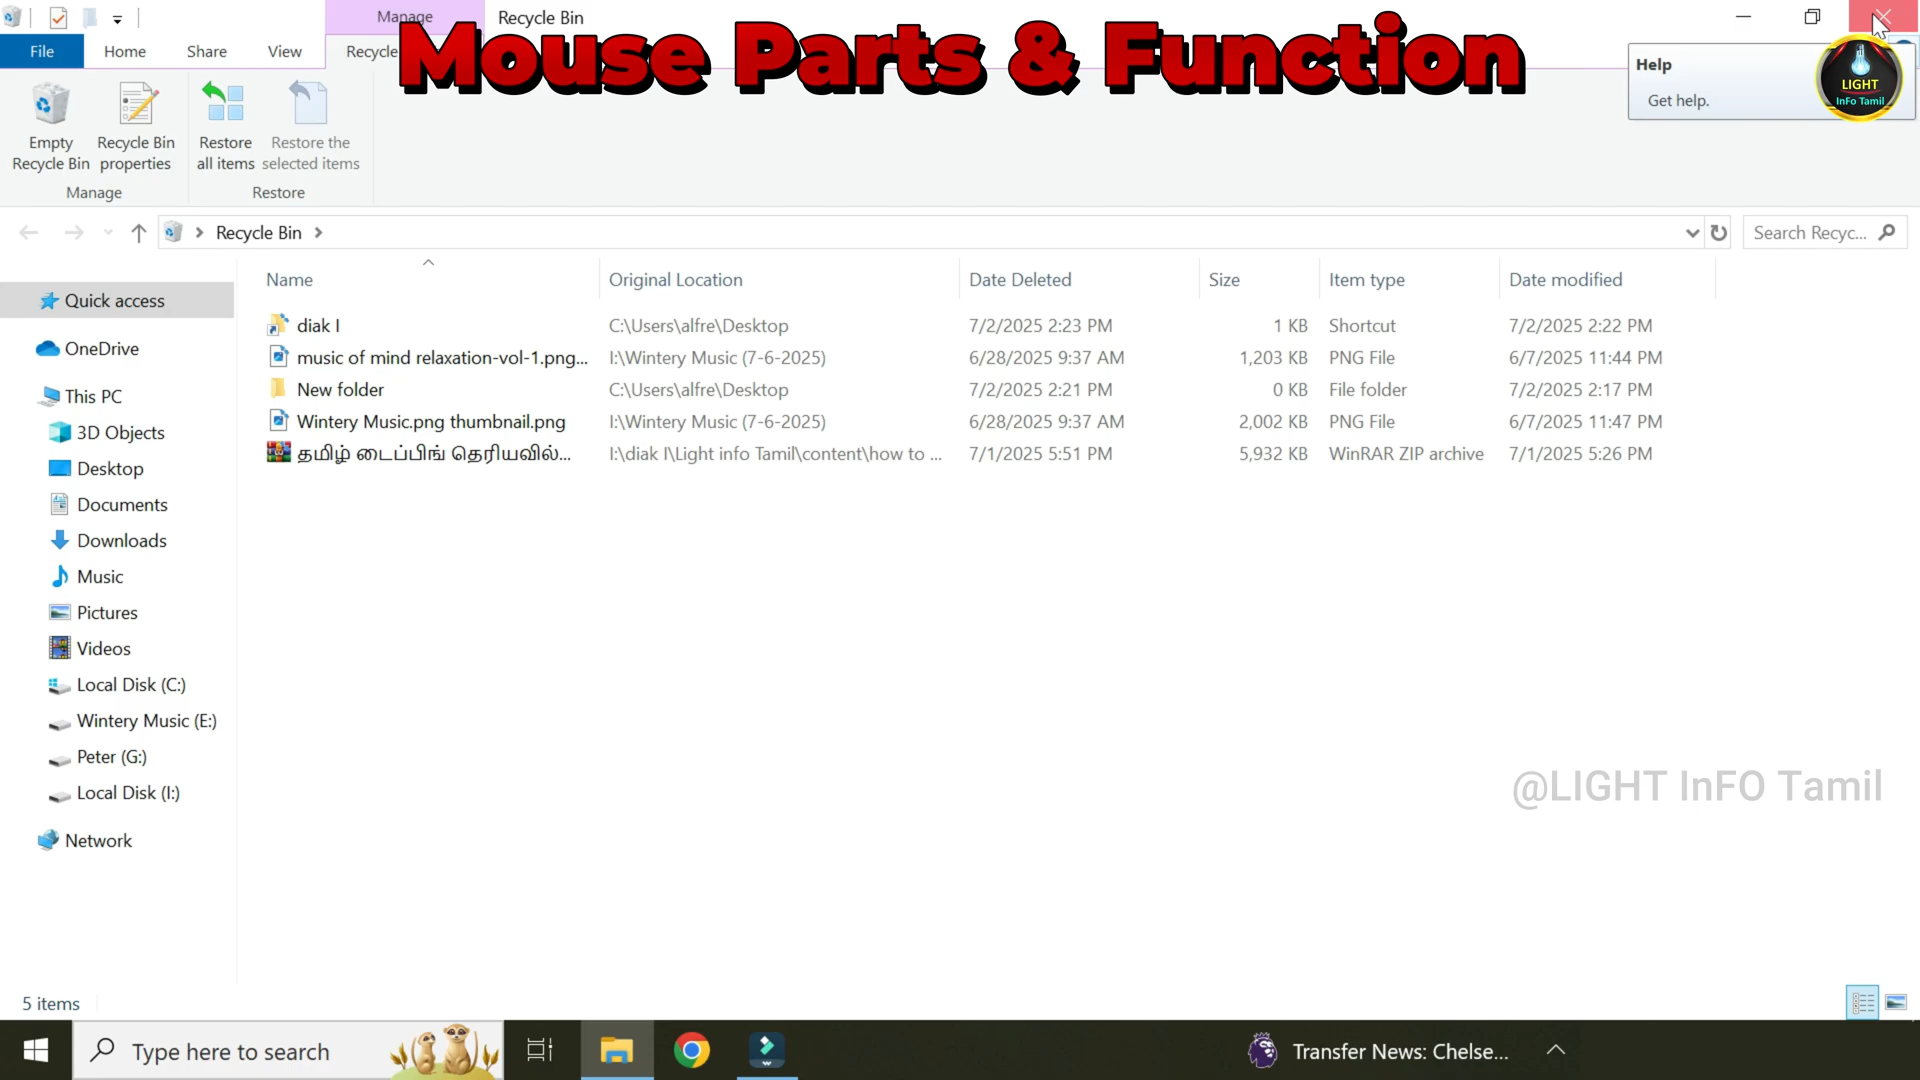 Manage
Recycle Bin
Mouse Parts & Function
File
Home
Share
View
Recycle
Help
Get help.
LIGHT
InFo Tamil
Empty
Recycle Bin
Recycle Bin
properties
Restore
all items
Restore the
selected items
Manage
Restore
Recycle Bin
Search Recyc...
Name
Original Location
Date Deleted
Size
Item type
Date modified
diak I
C:\Users\alfre\Desktop
7/2/2025 2:23 PM
1 KB
Shortcut
7/2/2025 2:22 PM
music of mind relaxation-vol-1.png...
I:\Wintery Music (7-6-2025)
6/28/2025 9:37 AM
1,203 KB
PNG File
6/7/2025 11:44 PM
New folder
C:\Users\alfre\Desktop
7/2/2025 2:21 PM
0 KB
File folder
7/2/2025 2:17 PM
Wintery Music.png thumbnail.png
I:\Wintery Music (7-6-2025)
6/28/2025 9:37 AM
2,002 KB
PNG File
6/7/2025 11:47 PM
தமிழ் டைப்பிங் தெரியவில்...
I:\diak I\Light info Tamil\content\how to ...
7/1/2025 5:51 PM
5,932 KB
WinRAR ZIP archive
7/1/2025 5:26 PM
Quick access
OneDrive
This PC
3D Objects
Desktop
Documents
Downloads
Music
Pictures
Videos
Local Disk (C:)
Wintery Music (E:)
Peter (G:)
Local Disk (I:)
Network
@LIGHT InFO Tamil
5 items
Type here to search
Transfer News: Chelse...